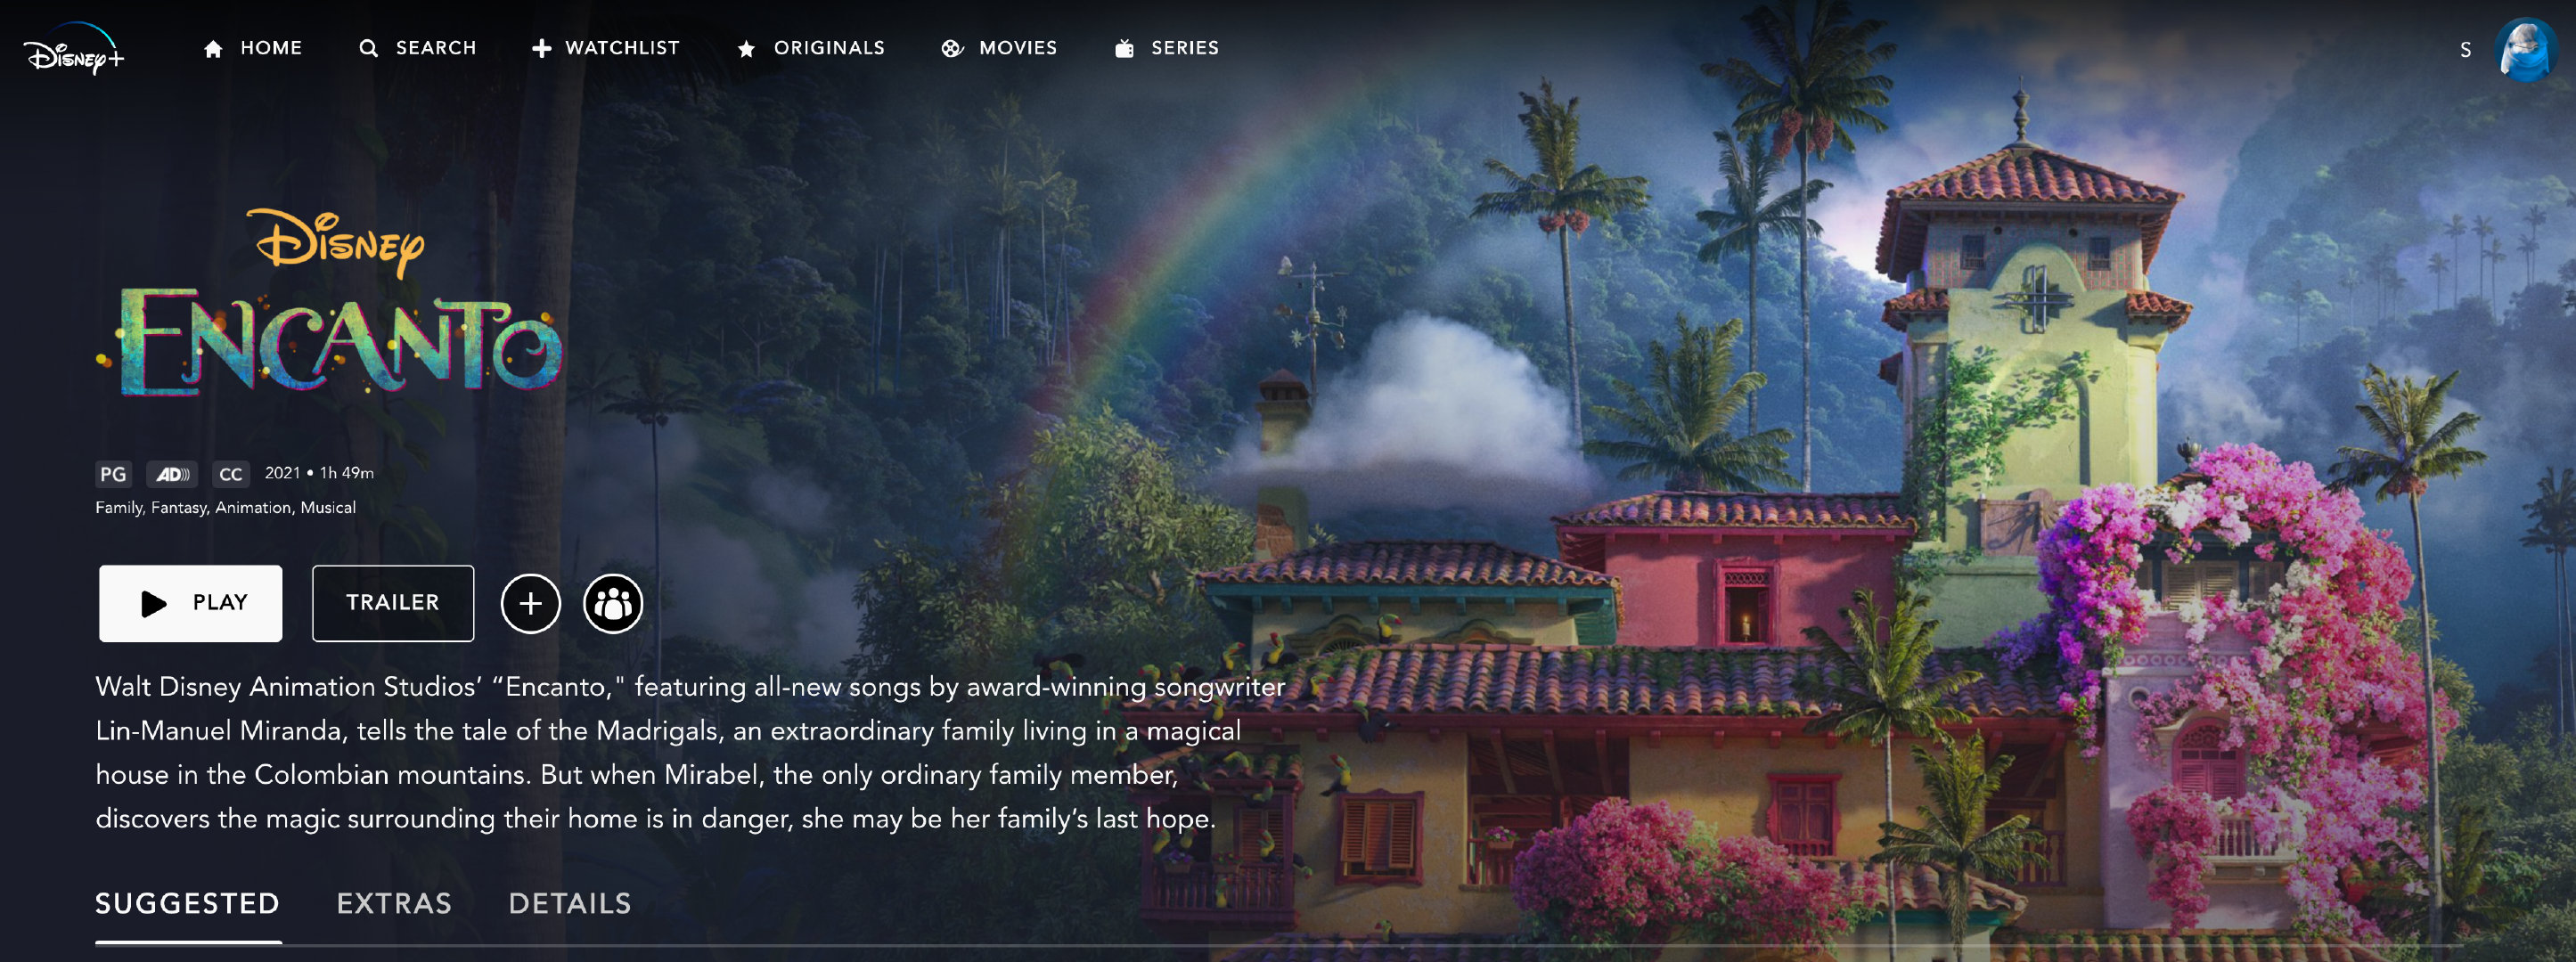 Disney+
HOME
SEARCH
WATCHLIST
ORIGINALS
MOVIES
SERIES
S
Disney
ENCANTO
PG AD CC 2021 • 1h 49m
Family, Fantasy, Animation, Musical
PLAY
TRAILER
Walt Disney Animation Studios’ “Encanto," featuring all-new songs by award-winning songwriter
Lin-Manuel Miranda, tells the tale of the Madrigals, an extraordinary family living in a magical
house in the Colombian mountains. But when Mirabel, the only ordinary family member,
discovers the magic surrounding their home is in danger, she may be her family’s last hope.
SUGGESTED
EXTRAS
DETAILS